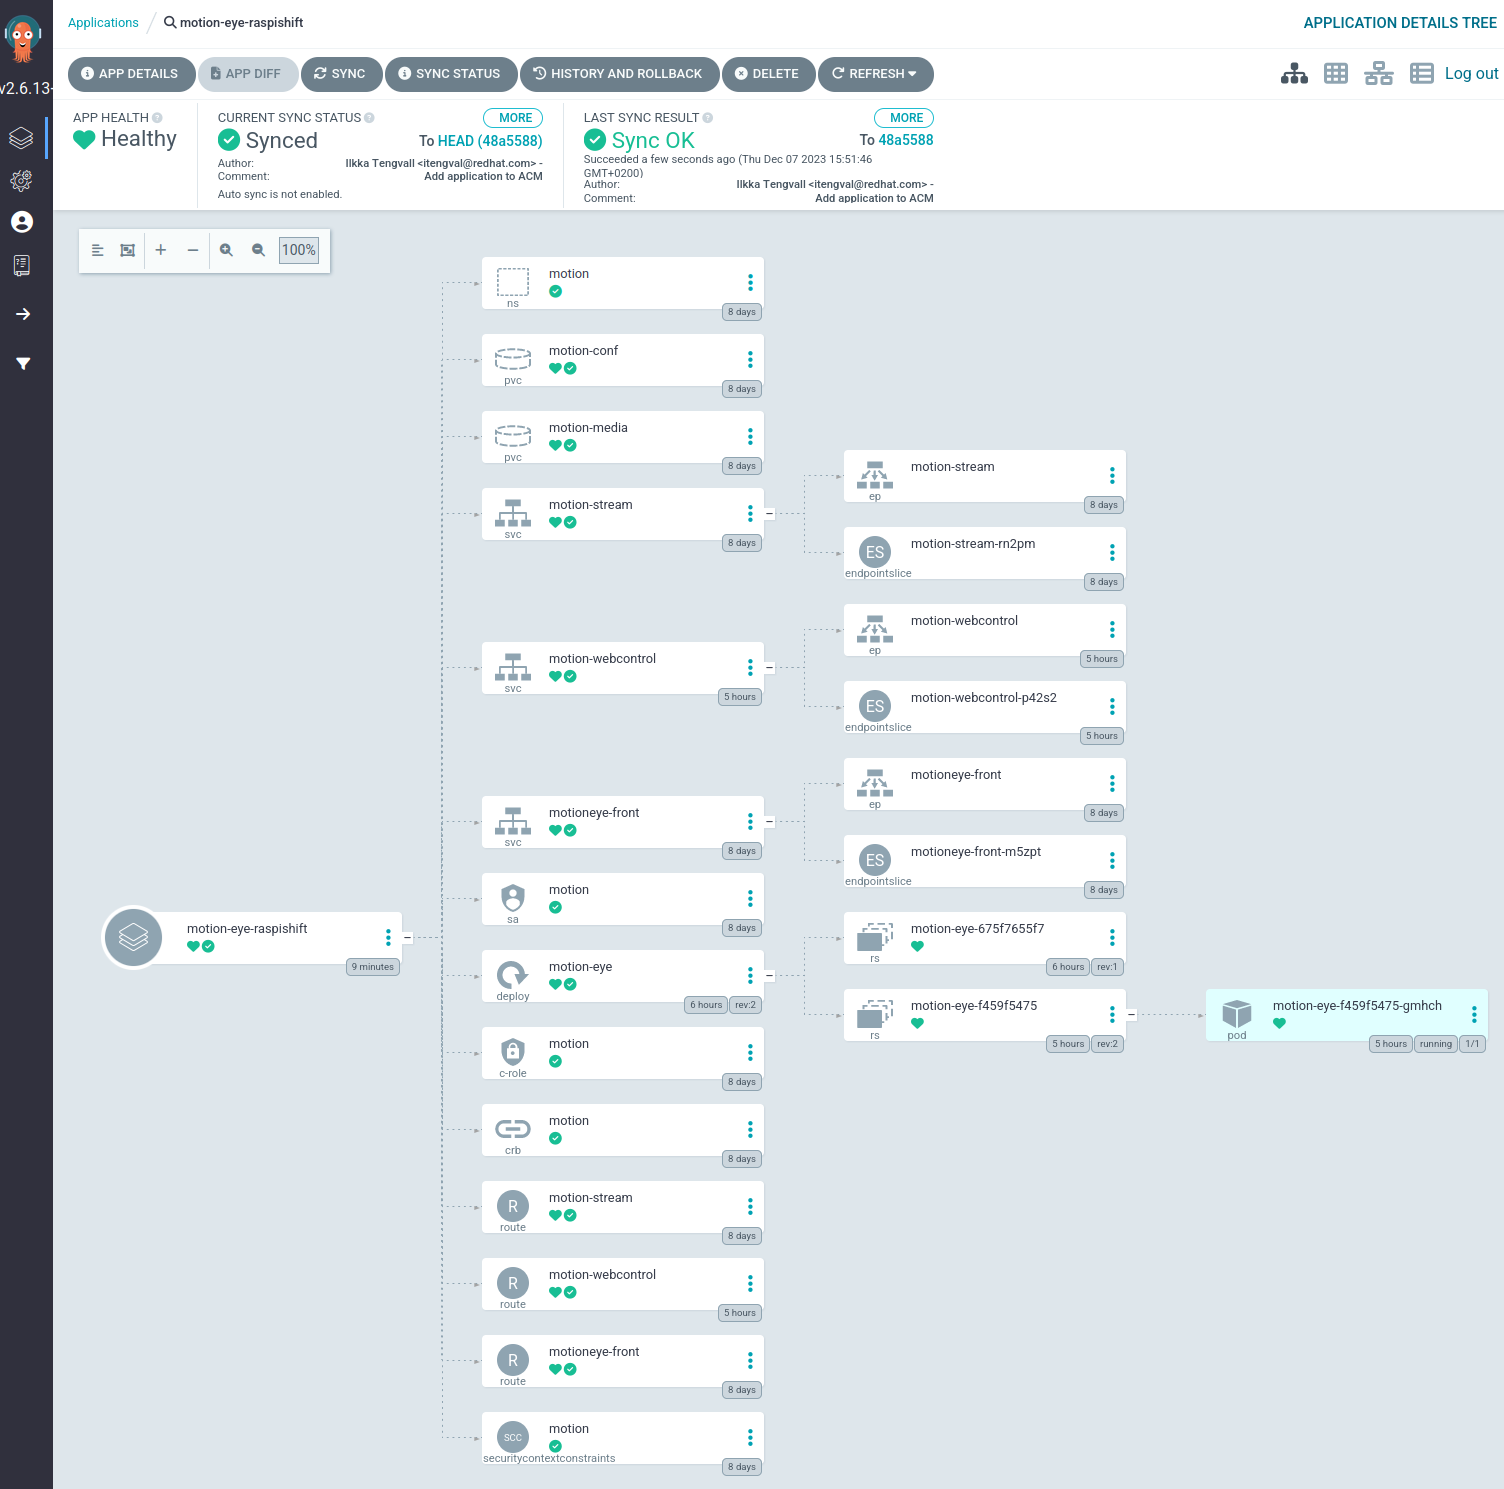 Applications
motion-eye-raspishift
APPLICATION DETAILS TREE
v2.6.13+
APP DETAILS
APP DIFF
SYNC
SYNC STATUS
HISTORY AND ROLLBACK
DELETE
REFRESH
Log out
APP HEALTH
Healthy
CURRENT SYNC STATUS
MORE
Synced
To HEAD (48a5588)
Author: Ilkka Tengvall <itengval@redhat.com> -
Comment: Add application to ACM
Auto sync is not enabled.
LAST SYNC RESULT
MORE
Sync OK
To 48a5588
Succeeded a few seconds ago (Thu Dec 07 2023 15:51:46
GMT+0200)
Author: Ilkka Tengvall <itengval@redhat.com> -
Comment: Add application to ACM
100%
motion-eye-raspishift
9 minutes
motion
ns
8 days
motion-conf
pvc
8 days
motion-media
pvc
8 days
motion-stream
svc
8 days
motion-webcontrol
svc
5 hours
motioneye-front
svc
8 days
motion
sa
8 days
motion-eye
deploy
6 hours
rev:2
motion
c-role
8 days
motion
crb
8 days
R
motion-stream
route
8 days
R
motion-webcontrol
route
5 hours
R
motioneye-front
route
8 days
SCC
motion
securitycontextconstraints
8 days
motion-stream
ep
8 days
ES
motion-stream-rn2pm
endpointslice
8 days
motion-webcontrol
ep
5 hours
ES
motion-webcontrol-p42s2
endpointslice
5 hours
motioneye-front
ep
8 days
ES
motioneye-front-m5zpt
endpointslice
8 days
motion-eye-675f7655f7
rs
6 hours
rev:1
motion-eye-f459f5475
rs
5 hours
rev:2
motion-eye-f459f5475-gmhch
pod
5 hours
running
1/1